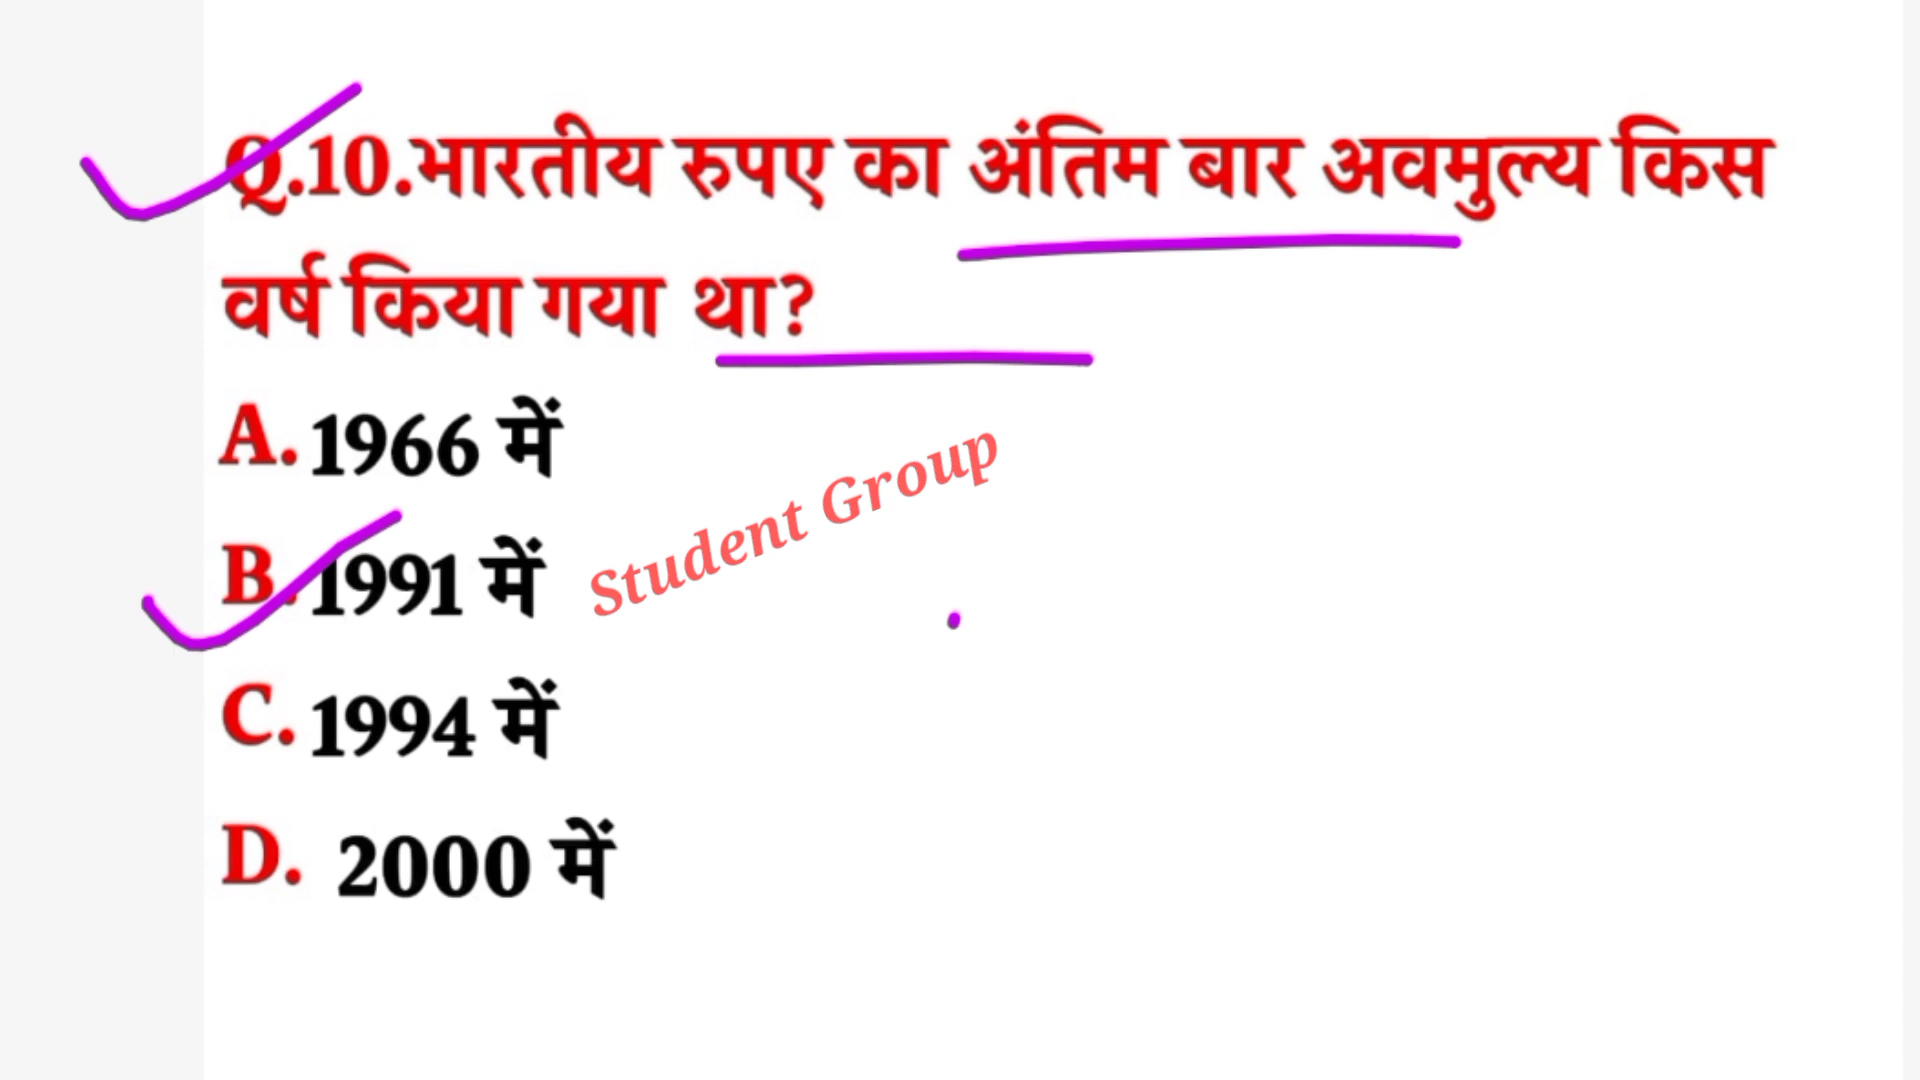 Q.10.भारतीय रुपए का अंतिम बार अवमुल्य किस
वर्ष किया गया था?
A. 1966 में
B. 1991 में
Student Group
C. 1994 में
D. 2000 में